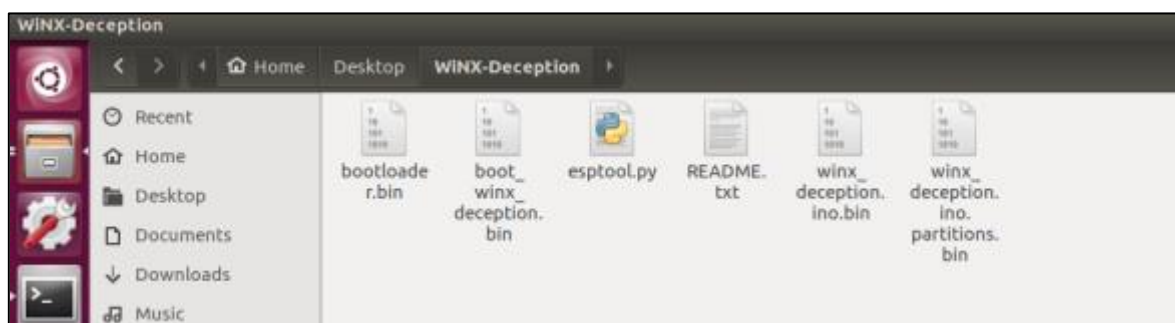 WiNX-Deception
Home Desktop WiNX-Deception
Recent
Home
Desktop
Documents
Downloads
Music
bootloade
r.bin
boot_
winx_
deception.
bin
esptool.py
README.
txt
winx_
deception.
ino.bin
winx_
deception.
ino.
partitions.
bin